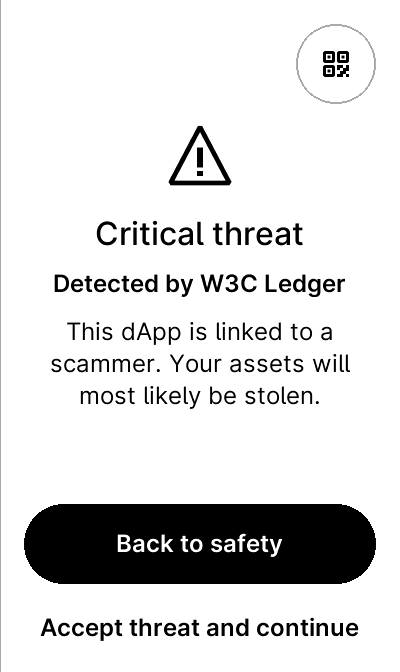 Critical threat
Detected by W3C Ledger
This dApp is linked to a
scammer. Your assets will
most likely be stolen.
Back to safety
Accept threat and continue